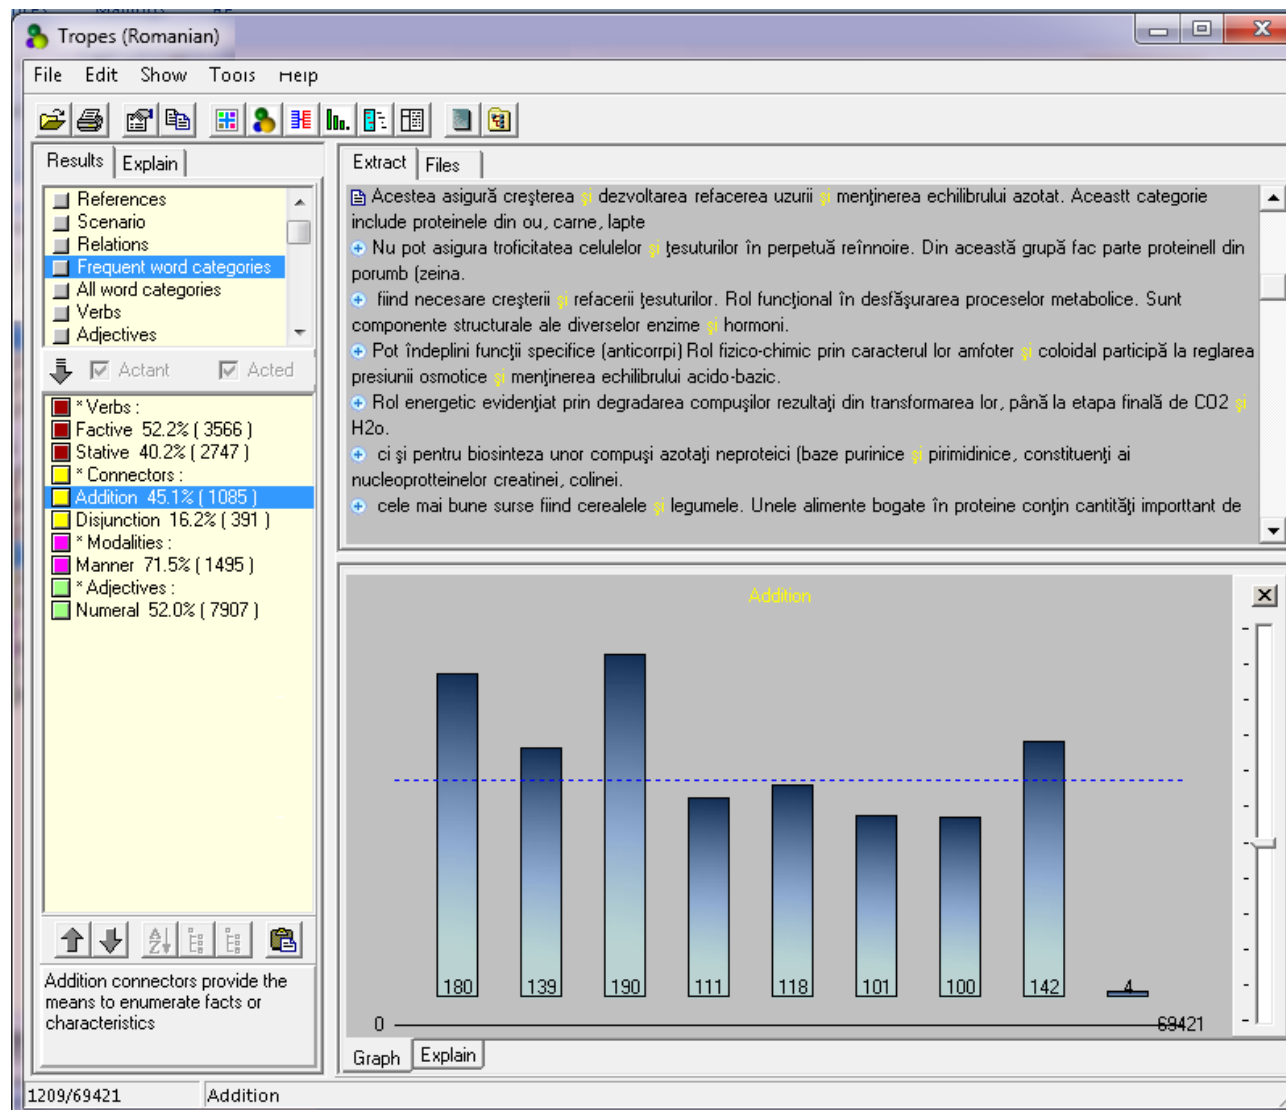 Tropes (Romanian)
File Edit Show Tools Help
Results Explain
References
Scenario
Relations
Frequent word categories
All word categories
Verbs
Adjectives
Actant Acted
* Verbs :
Factive 52.2% ( 3566 )
Stative 40.2% ( 2747 )
* Connectors :
Addition 45.1% ( 1085 )
Disjunction 16.2% ( 391 )
* Modalities :
Manner 71.5% ( 1495 )
* Adjectives :
Numeral 52.0% ( 7907 )
Addition connectors provide the
means to enumerate facts or
characteristics
Extract Files
Acestea asigură creşterea şi dezvoltarea refacerea uzurii şi menţinerea echilibrului azotat. Aceastt categorie
include proteinele din ou, carne, lapte
Nu pot asigura troficitatea celulelor şi ţesuturilor în perpetuă reînnoire. Din această grupă fac parte proteinell din
porumb (zeina.
fiind necesare creşterii şi refacerii ţesuturilor. Rol funcţional în desfăşurarea proceselor metabolice. Sunt
componente structurale ale diverselor enzime şi hormoni.
Pot îndeplini funcţii specifice (anticorrpi) Rol fizico-chimic prin caracterul lor amfoter şi coloidal participă la reglarea
presiunii osmotice şi menţinerea echilibrului acido-bazic.
Rol energetic evidenţiat prin degradarea compuşilor rezultaţi din transformarea lor, până la etapa finală de CO2 şi
H2o.
ci şi pentru biosinteza unor compuşi azotaţi neproteici (baze purinice şi pirimidinice, constituenţi ai
nucleoprotteinelor creatinei, colinei.
cele mai bune surse fiind cerealele şi legumele. Unele alimente bogate în proteine conţin cantităţi importtant de
Addition
180 139 190 111 118 101 100 142 4
0 69421
Graph Explain
1209/69421 Addition